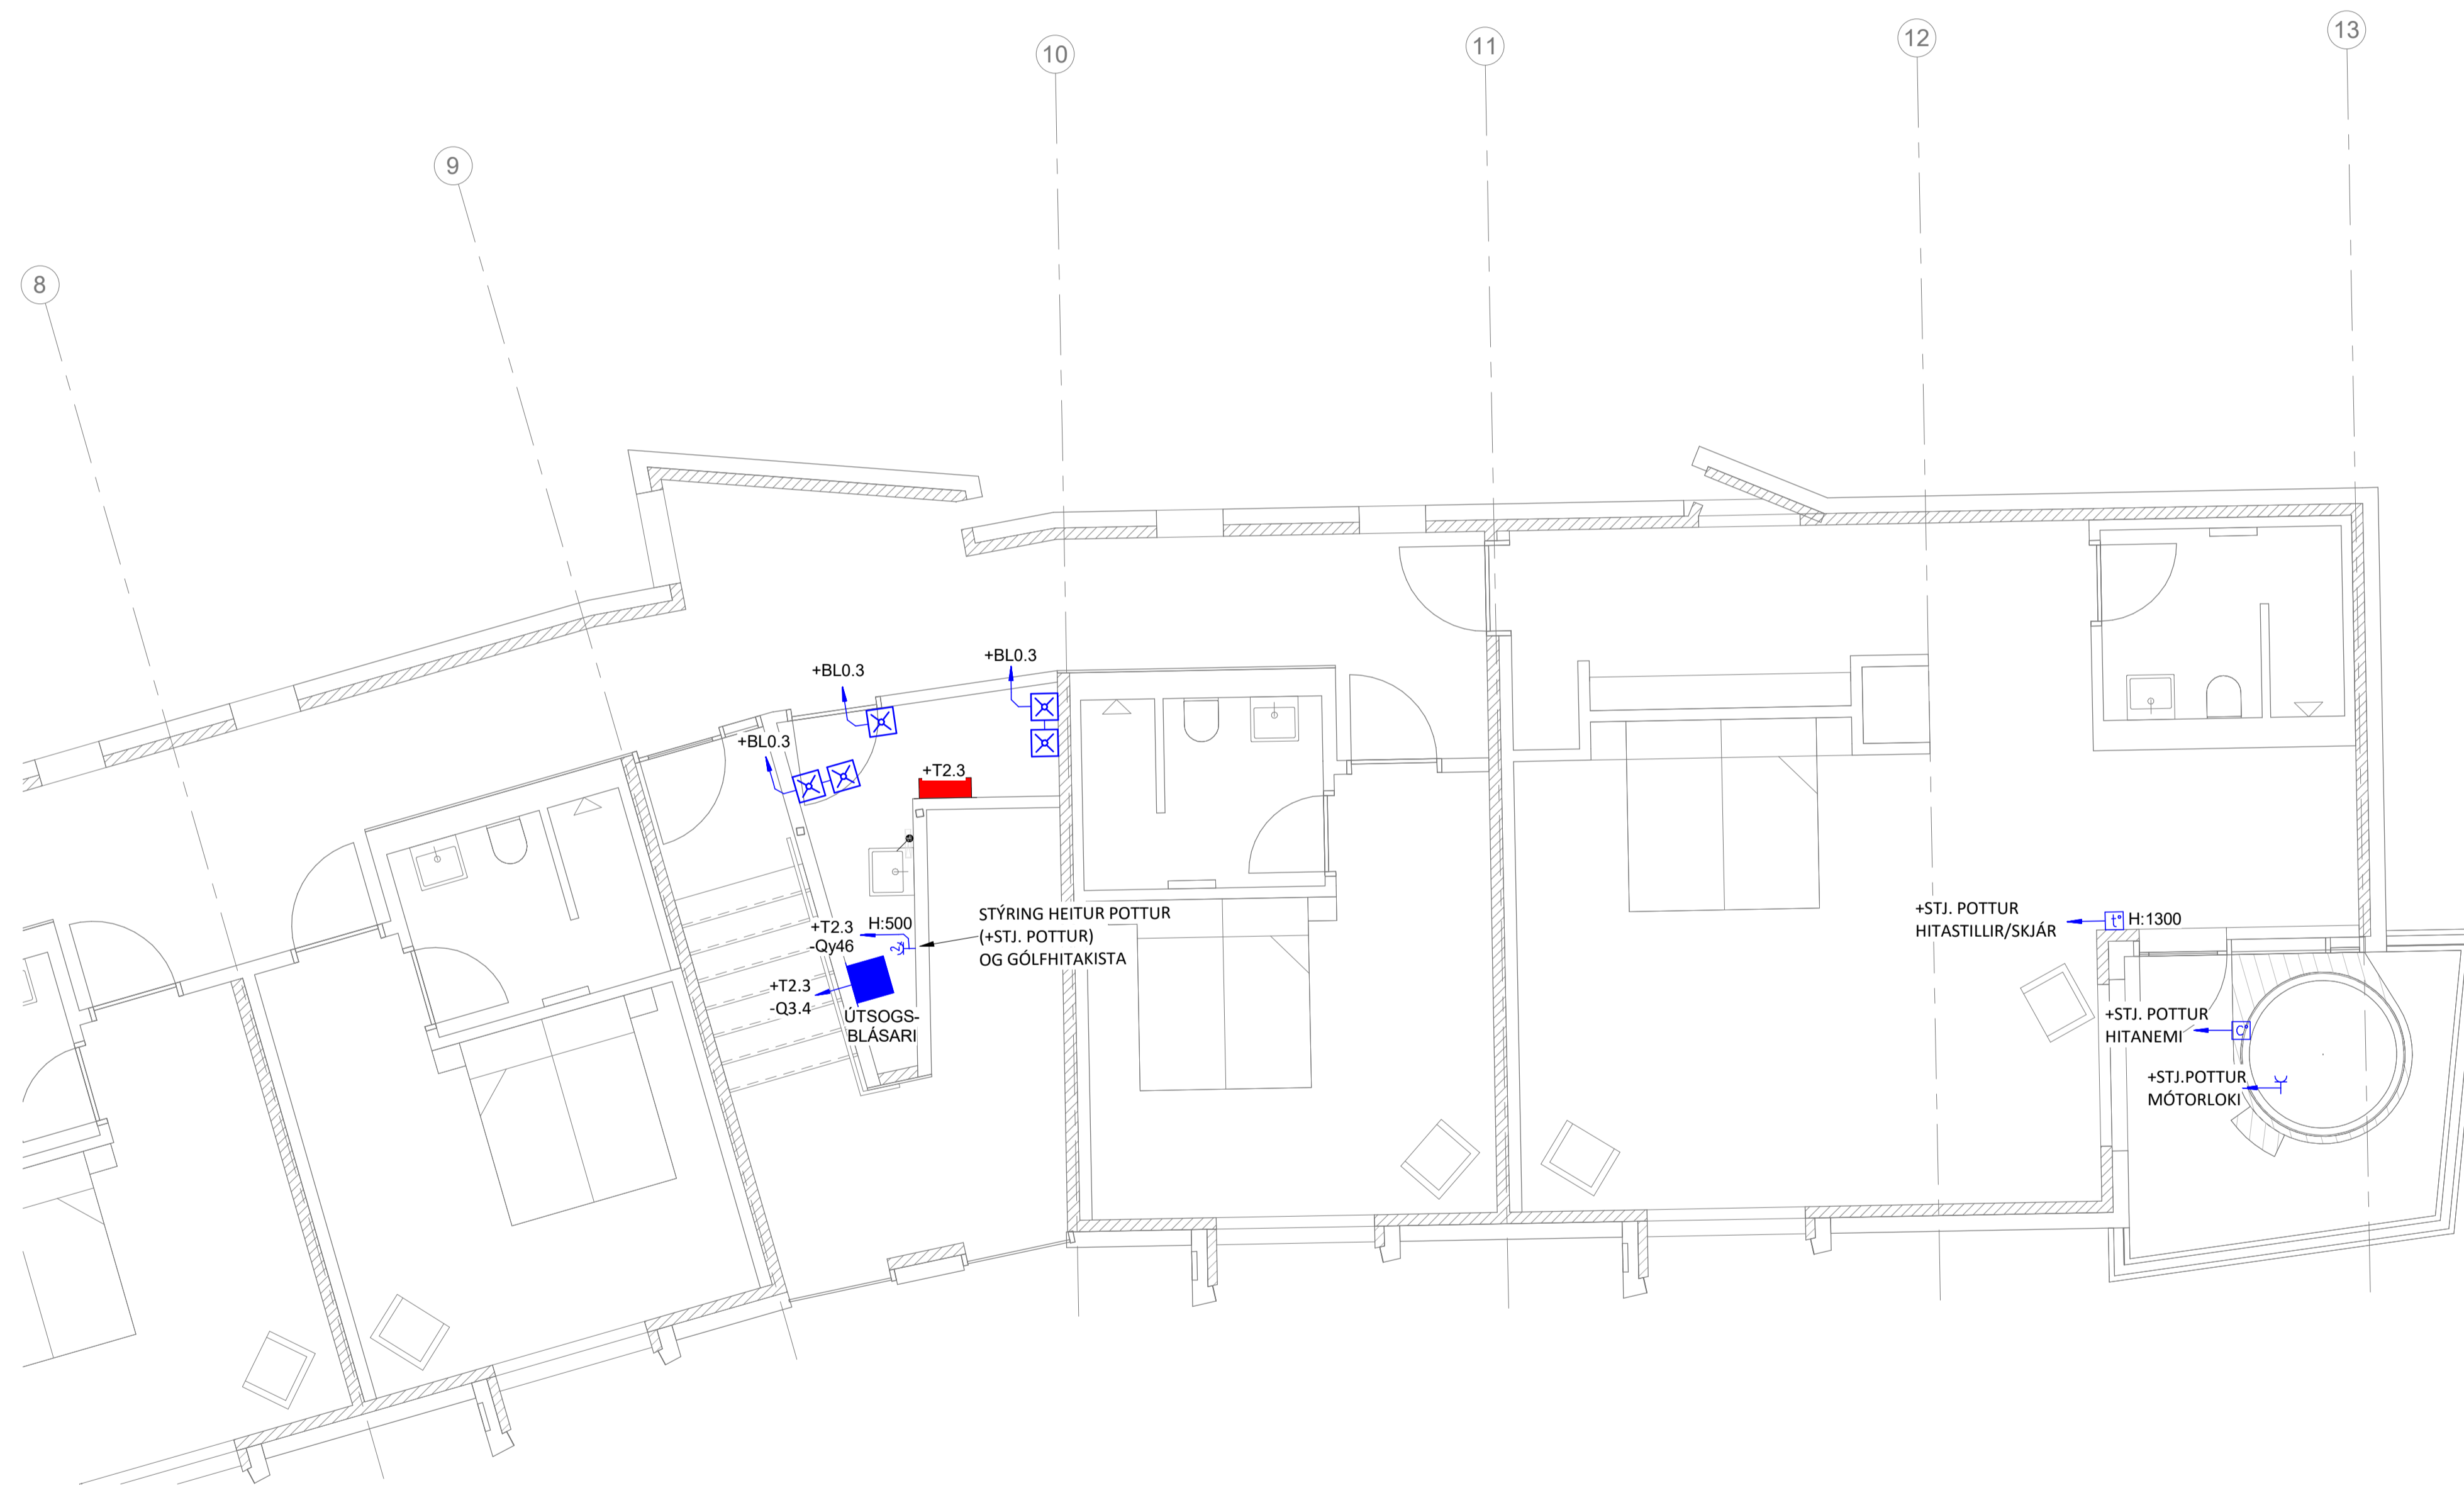 13
12
11
10
9
8
+BL0.3
+BL0.3
+BL0.3
+T2.3
+T2.3
-Qy46
H:500
+T2.3
-Q3.4
ÚTSOGS-
BLÁSARI
STÝRING HEITUR POTTUR
(+STJ. POTTUR)
OG GÓLFHITAKISTA
+STJ. POTTUR
HITASTILLIR/SKJÁR
t°
H:1300
+STJ. POTTUR
HITANEMI
C°
+STJ.POTTUR
MÓTORLOKI